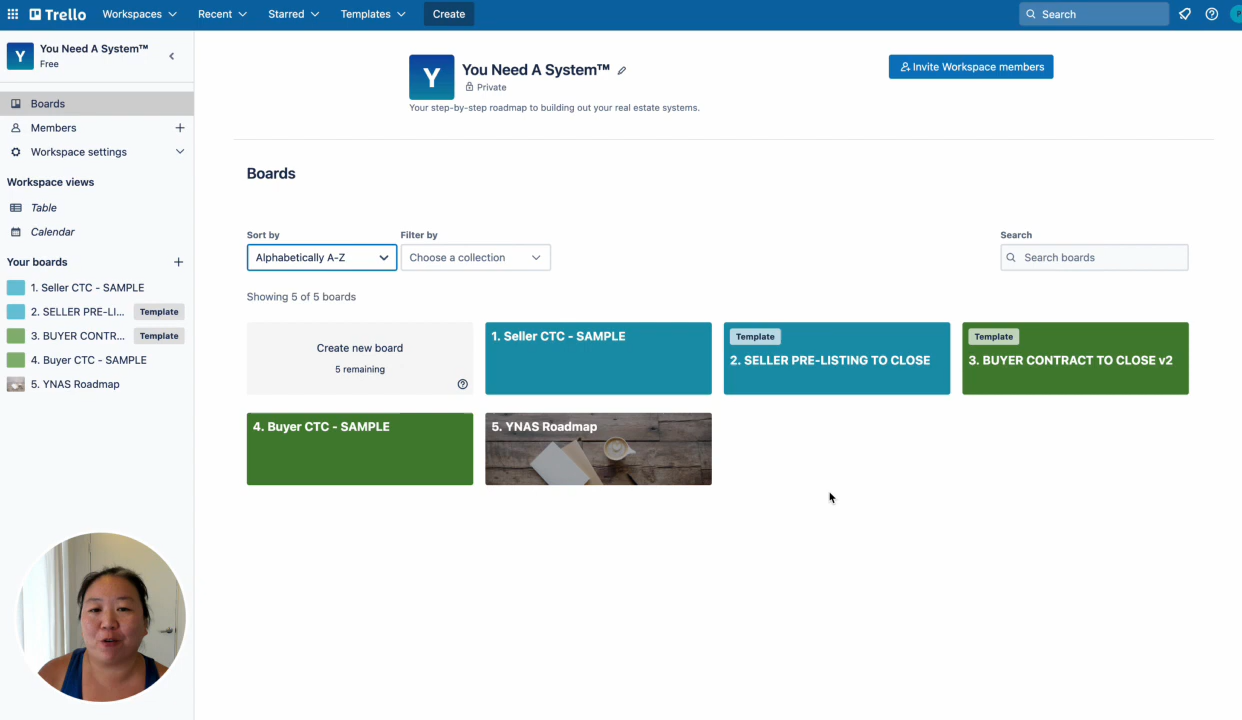 Trello Workspaces Recent Starred Templates Create Search
Y You Need A System™
Free
Boards
Members
Workspace settings
Workspace views
Table
Calendar
Your boards
1. Seller CTC - SAMPLE
2. SELLER PRE-LI... Template
3. BUYER CONTR... Template
4. Buyer CTC - SAMPLE
5. YNAS Roadmap
Y You Need A System™
Private
Your step-by-step roadmap to building out your real estate systems.
Invite Workspace members
Boards
Sort by Filter by Search
Alphabetically A-Z Choose a collection Search boards
Showing 5 of 5 boards
Create new board
5 remaining
1. Seller CTC - SAMPLE
Template
2. SELLER PRE-LISTING TO CLOSE
Template
3. BUYER CONTRACT TO CLOSE v2
4. Buyer CTC - SAMPLE
5. YNAS Roadmap